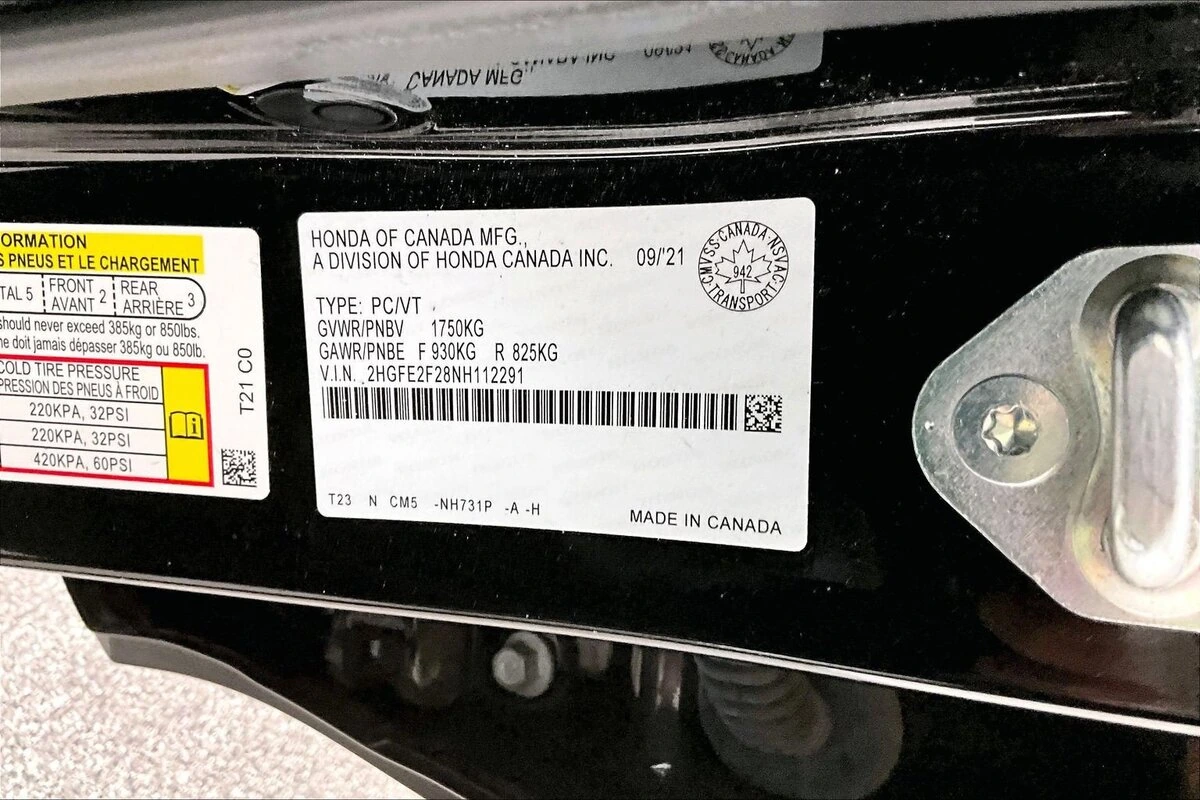 ORMATION
S PNEUS ET LE CHARGEMENT
TAL 5 FRONT AVANT 2 REAR ARRIÈRE 3
should never exceed 385kg or 850lbs.
ne doit jamais dépasser 385kg ou 850lb.
COLD TIRE PRESSURE
PRESSION DES PNEUS À FROID
220KPA, 32PSI
220KPA, 32PSI
420KPA, 60PSI
T21 C0
HONDA OF CANADA MFG.,
A DIVISION OF HONDA CANADA INC. 09/'21
CMVSS·CANADA·NSVAC·TRANSPORT
942
TYPE: PC/VT
GVWR/PNBV 1750KG
GAWR/PNBE F 930KG R 825KG
V.I.N. 2HGFE2F28NH112291
T23 N CM5 -NH731P -A -H
MADE IN CANADA
CANADA MFG.,